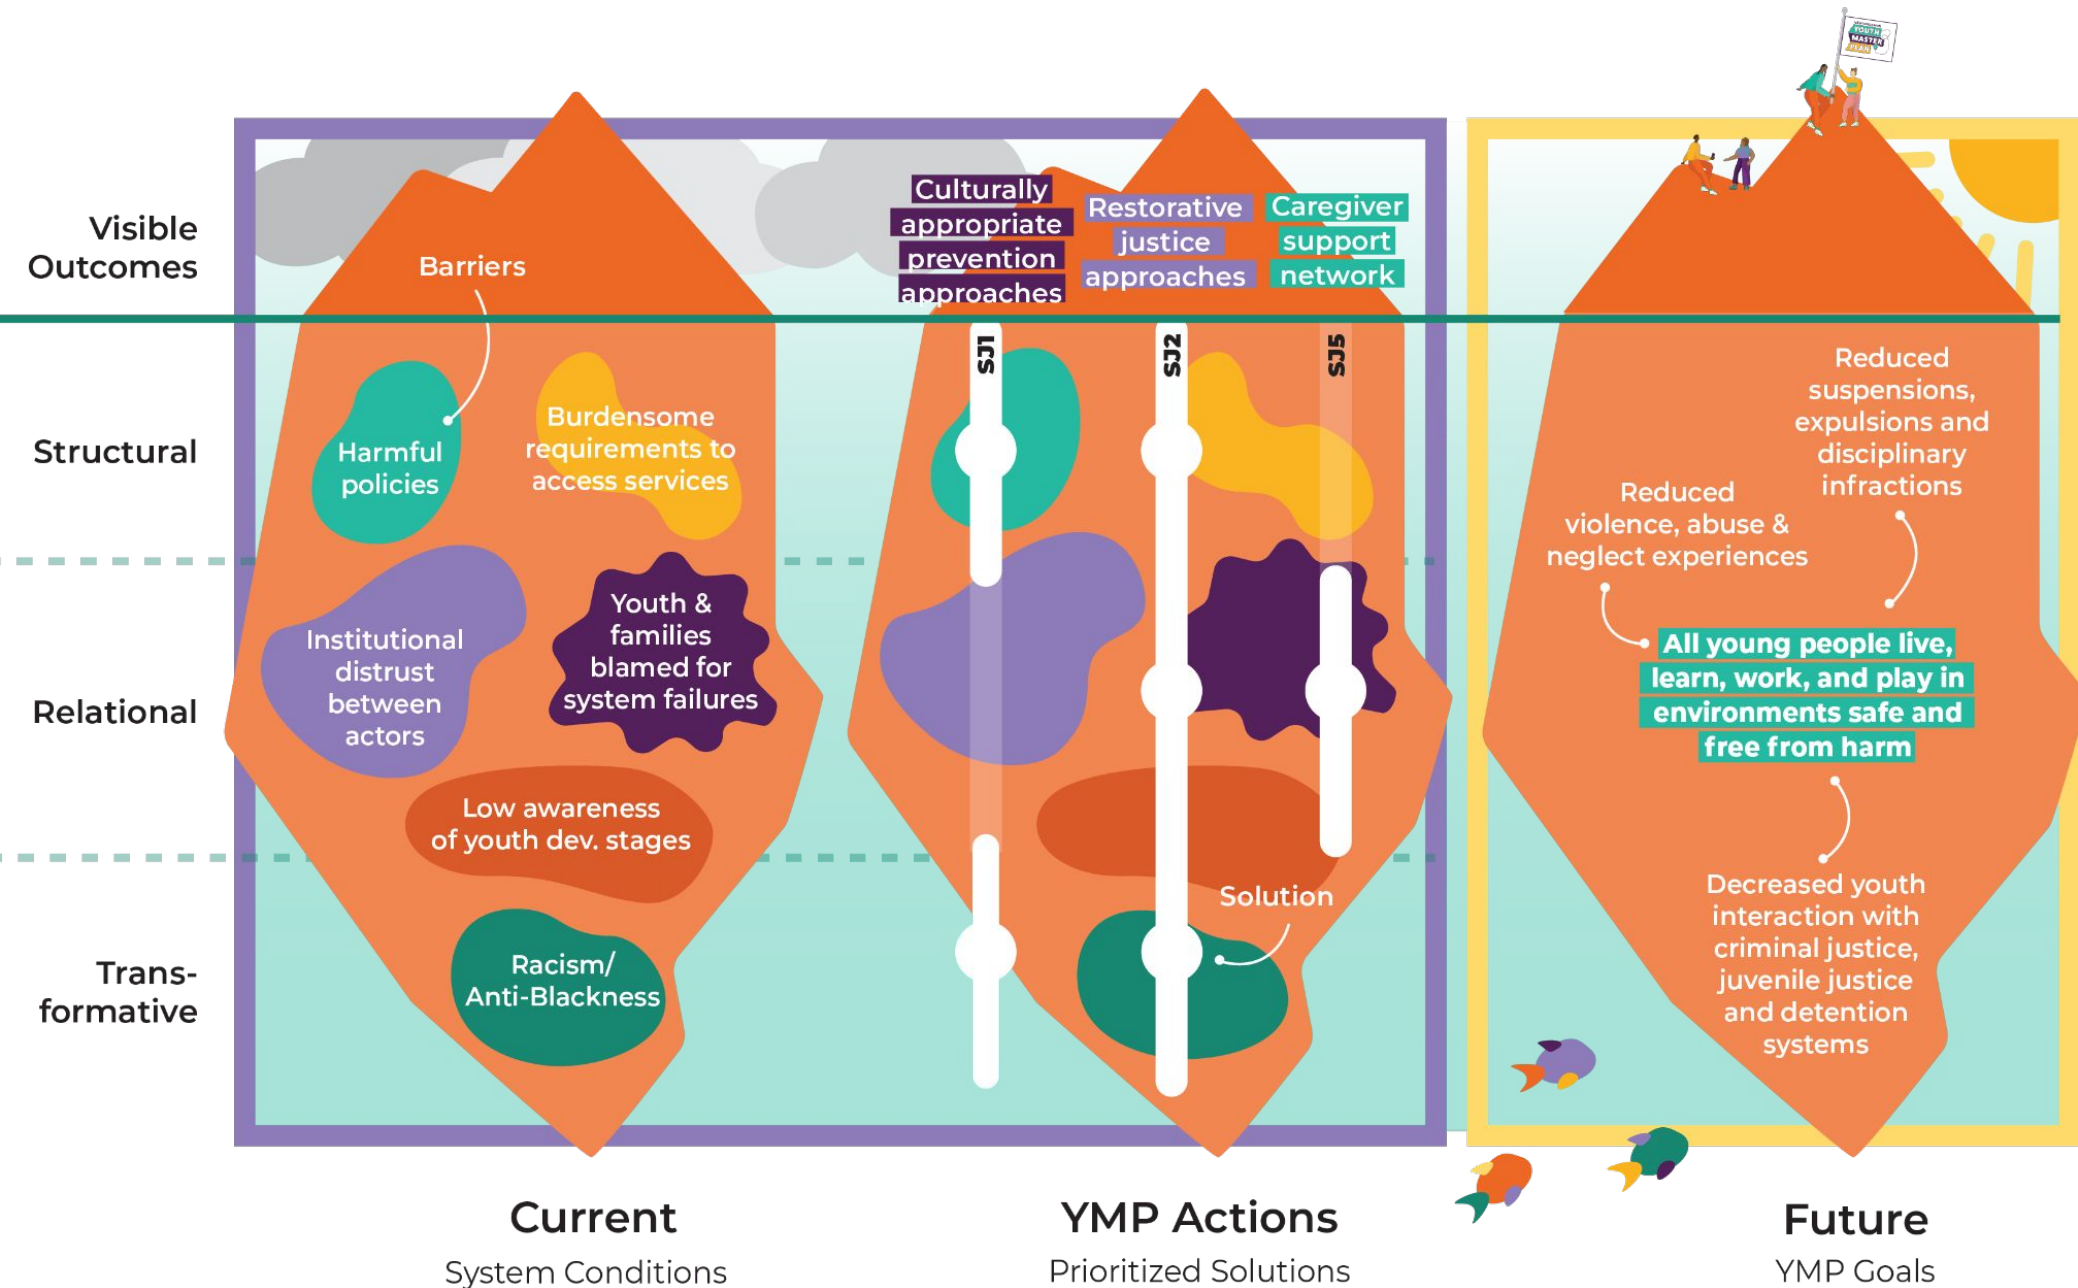 YOUTH
MASTER
PLAN
Visible
Outcomes
Structural
Relational
Trans-
formative
Barriers
Harmful
policies
Burdensome
requirements to
access services
Institutional
distrust
between
actors
Youth &
families
blamed for
system failures
Low awareness
of youth dev. stages
Racism/
Anti-Blackness
Culturally
appropriate
prevention
approaches
Restorative
justice
approaches
Caregiver
support
network
SJ1
SJ2
SJ5
Solution
Reduced
suspensions,
expulsions and
disciplinary
infractions
Reduced
violence, abuse &
neglect experiences
All young people live,
learn, work, and play in
environments safe and
free from harm
Decreased youth
interaction with
criminal justice,
juvenile justice
and detention
systems
Current
System Conditions
YMP Actions
Prioritized Solutions
Future
YMP Goals